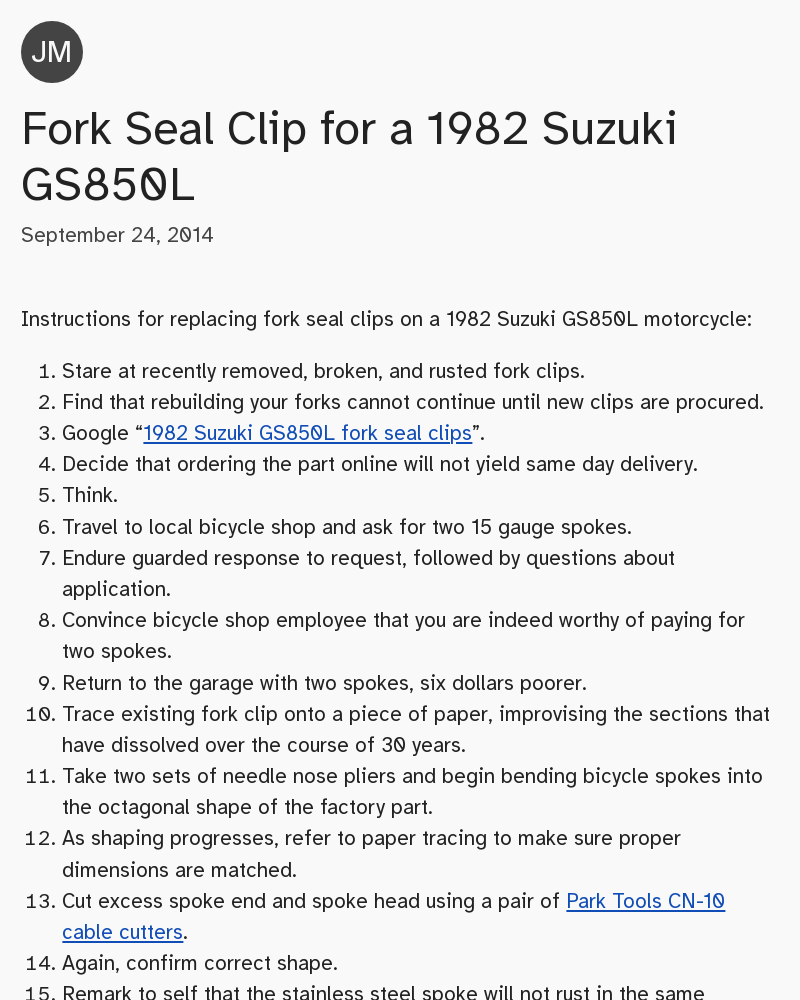 JM
Fork Seal Clip for a 1982 Suzuki
GS850L
September 24, 2014
Instructions for replacing fork seal clips on a 1982 Suzuki GS850L motorcycle:
1. Stare at recently removed, broken, and rusted fork clips.
2. Find that rebuilding your forks cannot continue until new clips are procured.
3. Google “1982 Suzuki GS850L fork seal clips”.
4. Decide that ordering the part online will not yield same day delivery.
5. Think.
6. Travel to local bicycle shop and ask for two 15 gauge spokes.
7. Endure guarded response to request, followed by questions about
application.
8. Convince bicycle shop employee that you are indeed worthy of paying for
two spokes.
9. Return to the garage with two spokes, six dollars poorer.
10. Trace existing fork clip onto a piece of paper, improvising the sections that
have dissolved over the course of 30 years.
11. Take two sets of needle nose pliers and begin bending bicycle spokes into
the octagonal shape of the factory part.
12. As shaping progresses, refer to paper tracing to make sure proper
dimensions are matched.
13. Cut excess spoke end and spoke head using a pair of Park Tools CN-10
cable cutters.
14. Again, confirm correct shape.
15. Remark to self that the stainless steel spoke will not rust in the same